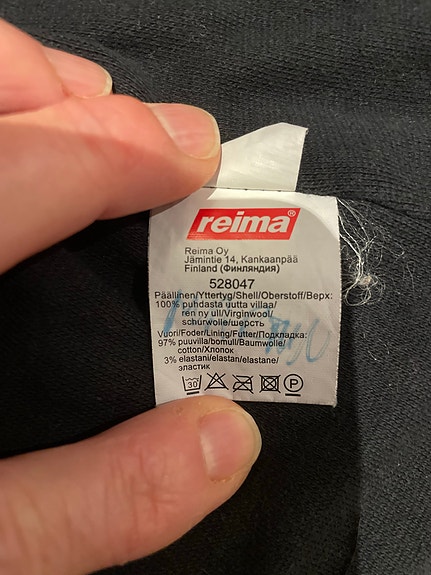 reima®
Reima Oy
Jämintie 14, Kankaanpää
Finland (Финляндия)
528047
Päällinen/Yttertyg/Shell/Oberstoff/Верх:
100% puhdasta uutta villaa/
ren ny ull/Virginwool/
schurwolle/шерсть
Vuori/Foder/Lining/Futter/Подкладка:
97% puuvilla/bomull/Baumwolle/
cotton/Хлопок
3% elastani/elastan/elastane/
эластик
30 P